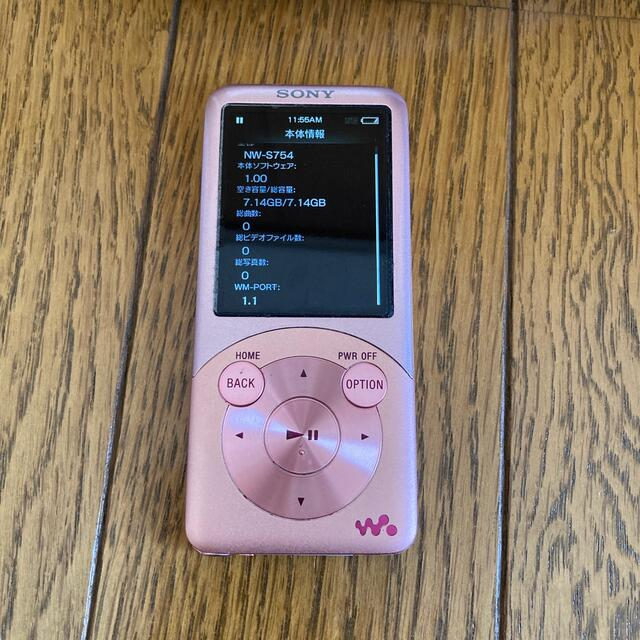 SONY
11:55AM
本体情報
NW-S754
本体ソフトウェア:
1.00
空き容量/総容量:
7.14GB/7.14GB
総曲数:
0
総ビデオファイル数:
0
総写真数:
0
WM-PORT:
1.1
HOME
PWR OFF
BACK
OPTION